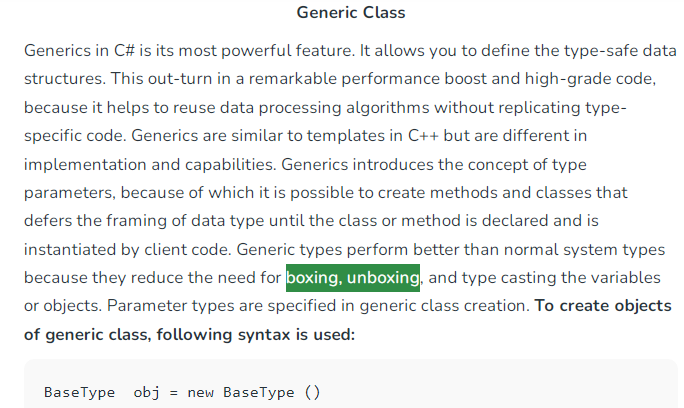 Generic Class
Generics in C# is its most powerful feature. It allows you to define the type-safe data
structures. This out-turn in a remarkable performance boost and high-grade code,
because it helps to reuse data processing algorithms without replicating type-
specific code. Generics are similar to templates in C++ but are different in
implementation and capabilities. Generics introduces the concept of type
parameters, because of which it is possible to create methods and classes that
defers the framing of data type until the class or method is declared and is
instantiated by client code. Generic types perform better than normal system types
because they reduce the need for boxing, unboxing, and type casting the variables
or objects. Parameter types are specified in generic class creation. To create objects
of generic class, following syntax is used:
BaseType  obj = new BaseType ()